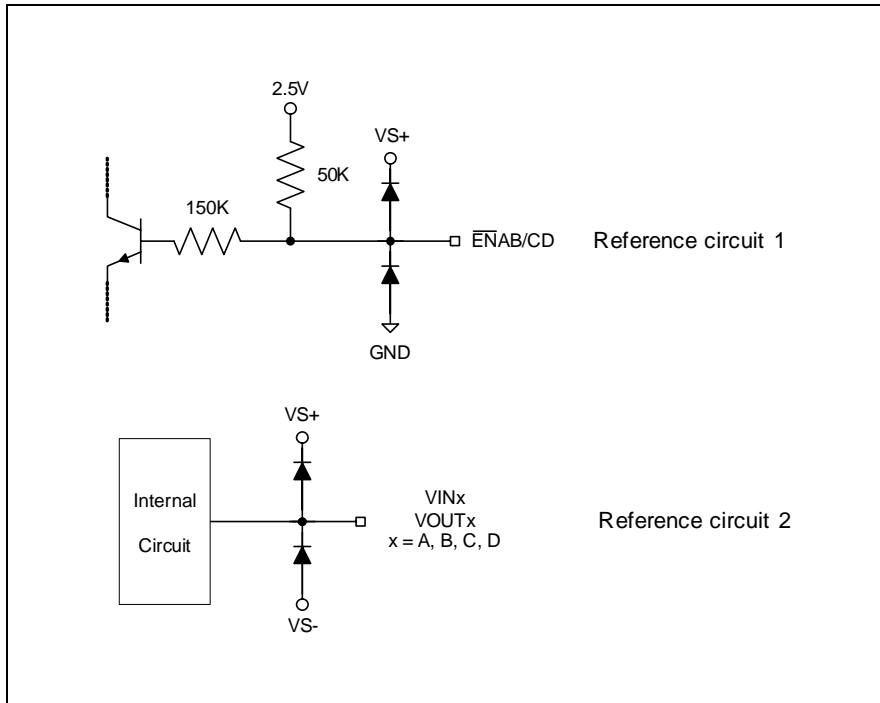 2.5V
VS+
50K
150K
E̅N̅AB/CD
Reference circuit 1
GND
VS+
Internal
Circuit
VINx
VOUTx
x = A, B, C, D
Reference circuit 2
VS-